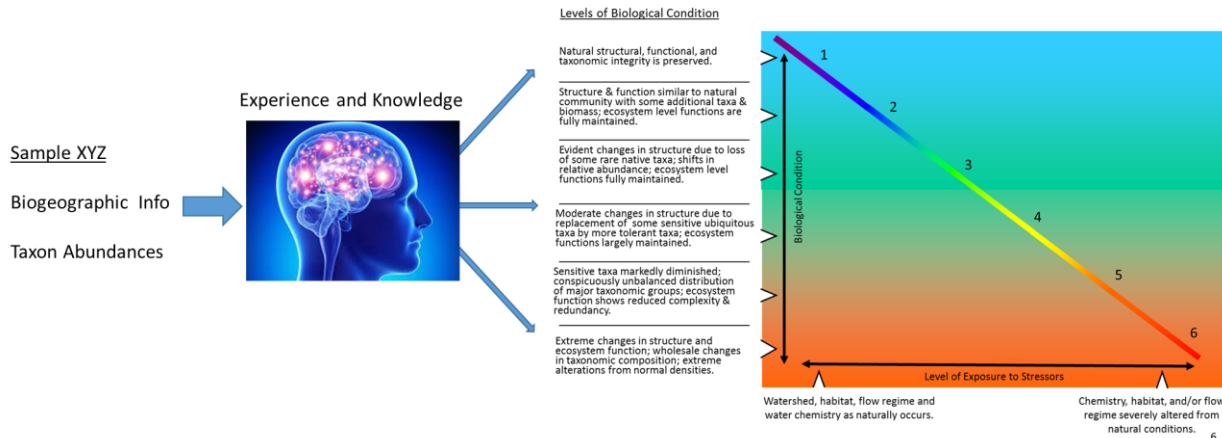 Levels of Biological Condition
Sample XYZ
Biogeographic Info
Taxon Abundances
Experience and Knowledge
Natural structural, functional, and
taxonomic integrity is preserved.
Structure & function similar to natural
community with some additional taxa &
biomass; ecosystem level functions are
fully maintained.
Evident changes in structure due to loss
of some rare native taxa; shifts in
relative abundance; ecosystem level
functions fully maintained.
Moderate changes in structure due to
replacement of some sensitive ubiquitous
taxa by more tolerant taxa; ecosystem
functions largely maintained.
Sensitive taxa markedly diminished;
conspicuously unbalanced distribution
of major taxonomic groups; ecosystem
function shows reduced complexity &
redundancy.
Extreme changes in structure and
ecosystem function; wholesale changes
in taxonomic composition; extreme
alterations from normal densities.
Biological Condition
1
2
3
4
5
6
Level of Exposure to Stressors
Watershed, habitat, flow regime and
water chemistry as naturally occurs.
Chemistry, habitat, and/or flow
regime severely altered from
natural conditions.
6